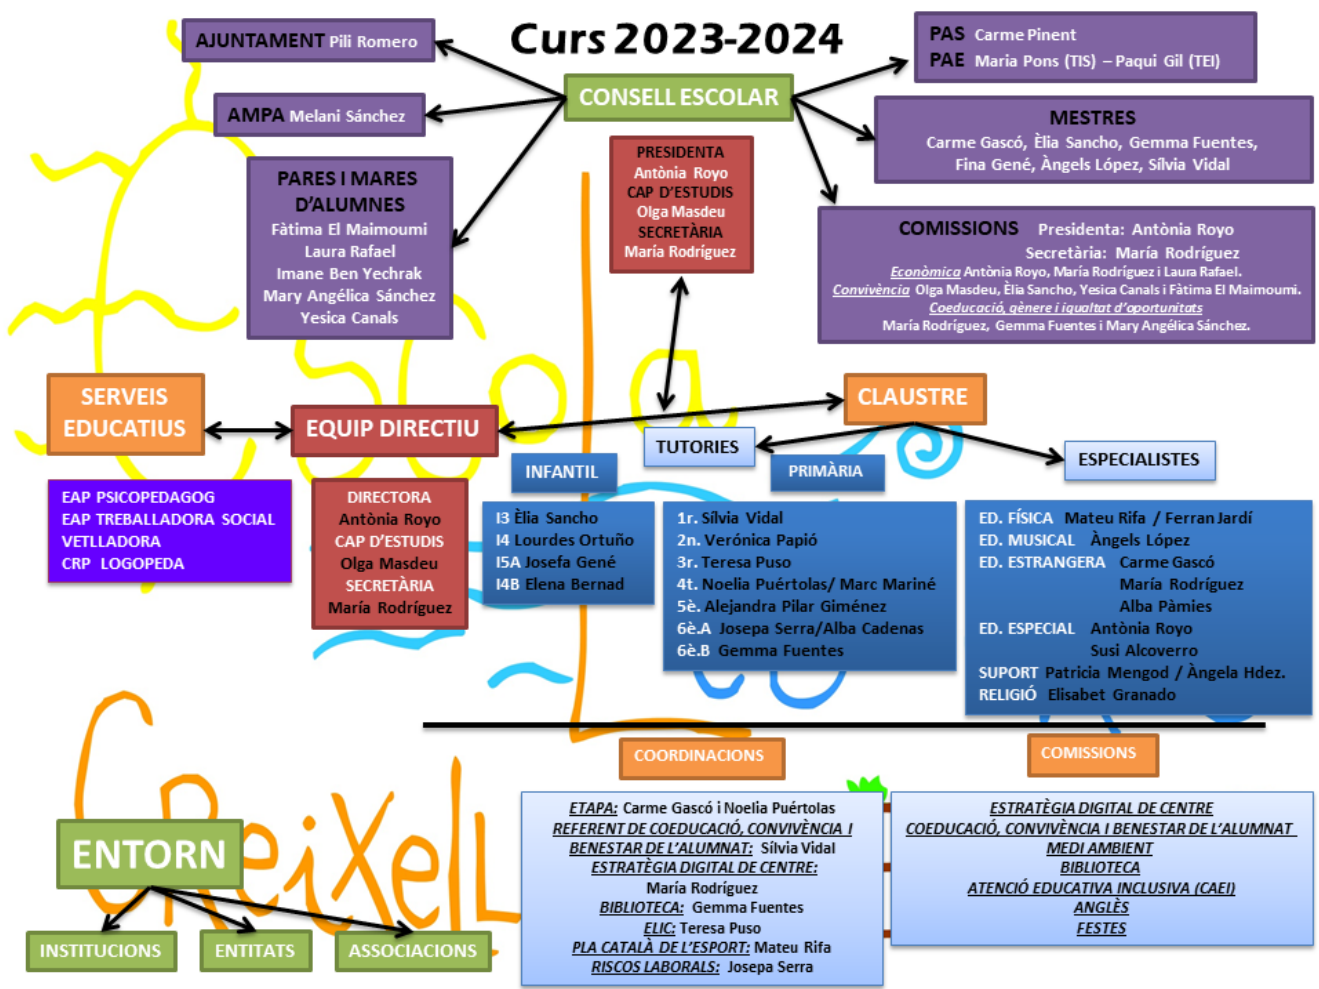 Curs 2023-2024
AJUNTAMENT Pili Romero
AMPA Melani Sánchez
PARES I MARES
D'ALUMNES
Fàtima El Maimoumi
Laura Rafael
Imane Ben Yechrak
Mary Angélica Sánchez
Yesica Canals
CONSELL ESCOLAR
PRESIDENTA
Antònia Royo
CAP D'ESTUDIS
Olga Masdeu
SECRETÀRIA
María Rodríguez
PAS Carme Pinent
PAE Maria Pons (TIS) – Paqui Gil (TEI)
MESTRES
Carme Gascó, Èlia Sancho, Gemma Fuentes,
Fina Gené, Àngels López, Sílvia Vidal
COMISSIONS Presidenta: Antònia Royo
Secretària: María Rodríguez
Econòmica Antònia Royo, María Rodríguez i Laura Rafael.
Convivència Olga Masdeu, Èlia Sancho, Yesica Canals i Fàtima El Maimoumi.
Coeducació, gènere i igualtat d'oportunitats
María Rodríguez, Gemma Fuentes i Mary Angélica Sánchez.
SERVEIS
EDUCATIUS
EAP PSICOPEDAGOG
EAP TREBALLADORA SOCIAL
VETLLADORA
CRP LOGOPEDA
EQUIP DIRECTIU
DIRECTORA
Antònia Royo
CAP D'ESTUDIS
Olga Masdeu
SECRETÀRIA
María Rodríguez
CLAUSTRE
TUTORIES
INFANTIL
I3 Èlia Sancho
I4 Lourdes Ortuño
I5A Josefa Gené
I4B Elena Bernad
PRIMÀRIA
1r. Sílvia Vidal
2n. Verónica Papió
3r. Teresa Puso
4t. Noelia Puértolas/ Marc Mariné
5è. Alejandra Pilar Giménez
6è.A Josepa Serra/Alba Cadenas
6è.B Gemma Fuentes
ESPECIALISTES
ED. FÍSICA Mateu Rifa / Ferran Jardí
ED. MUSICAL Àngels López
ED. ESTRANGERA Carme Gascó
María Rodríguez
Alba Pàmies
ED. ESPECIAL Antònia Royo
Susi Alcoverro
SUPORT Patricia Mengod / Àngela Hdez.
RELIGIÓ Elisabet Granado
COORDINACIONS
ETAPA: Carme Gascó i Noelia Puértolas
REFERENT DE COEDUCACIÓ, CONVIVÈNCIA I
BENESTAR DE L'ALUMNAT: Sílvia Vidal
ESTRATÈGIA DIGITAL DE CENTRE:
María Rodríguez
BIBLIOTECA: Gemma Fuentes
ELIC: Teresa Puso
PLA CATALÀ DE L'ESPORT: Mateu Rifa
RISCOS LABORALS: Josepa Serra
COMISSIONS
ESTRATÈGIA DIGITAL DE CENTRE
COEDUCACIÓ, CONVIVÈNCIA I BENESTAR DE L'ALUMNAT
MEDI AMBIENT
BIBLIOTECA
ATENCIÓ EDUCATIVA INCLUSIVA (CAEI)
ANGLÈS
FESTES
CReixell
ENTORN
INSTITUCIONS
ENTITATS
ASSOCIACIONS